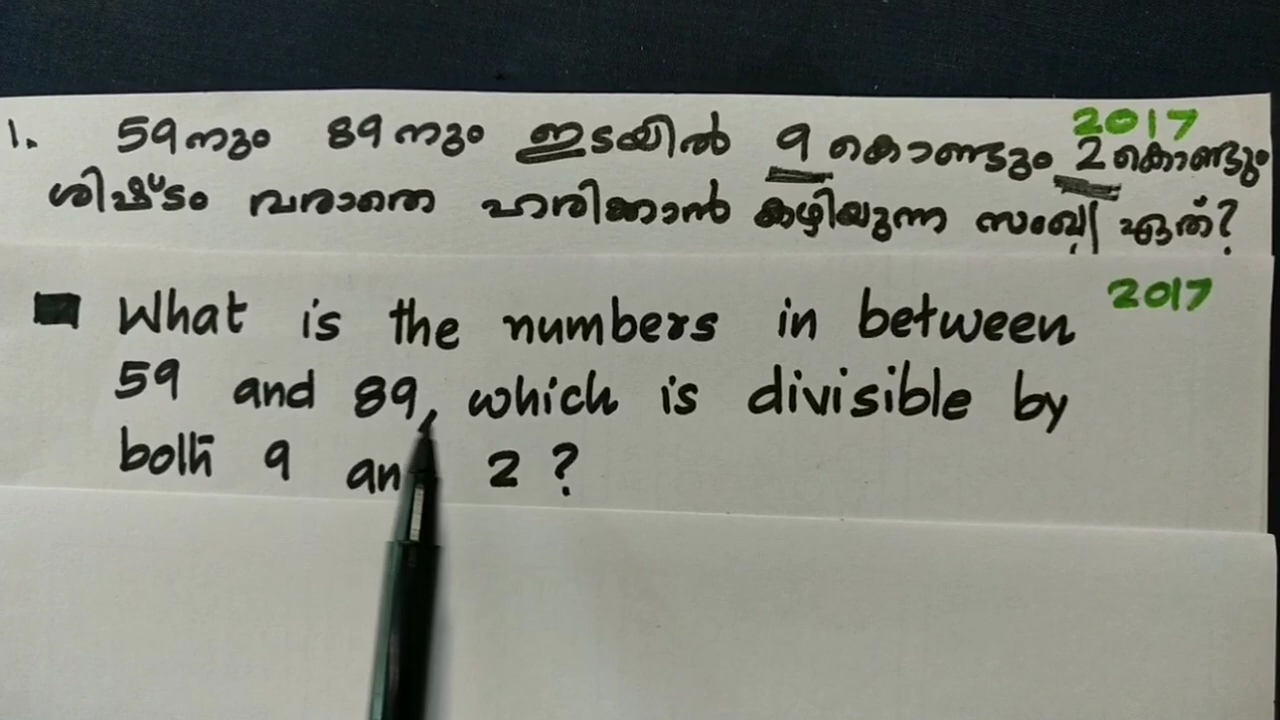 2017
1. 59നും 89നും ഇടയിൽ 9 കൊണ്ടും 2 കൊണ്ടും
ശിഷ്ടം വരാതെ ഹരിക്കാൻ കഴിയുന്ന സംഖ്യ ഏത്?
What is the numbers in between 2017
59 and 89, which is divisible by
both 9 an 2 ?